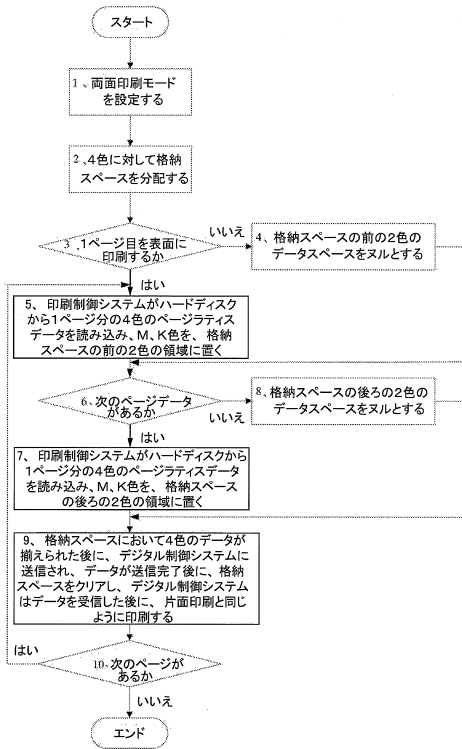 スタート
1、両面印刷モード
を設定する
2、4色に対して格納
スペースを分配する
3、1ページ目を表面に
印刷するか
いいえ
4、格納スペースの前の2色の
データスペースをヌルとする
はい
5、印刷制御システムがハードディスク
から1ページ分の4色のページラティス
データを読み込み、M、K色を、格納
スペースの前の2色の領域に置く
6、次のページデータ
があるか
いいえ
8、格納スペースの後ろの2色の
データスペースをヌルとする
はい
7、印刷制御システムがハードディスクから
1ページ分の4色のページラティスデータ
を読み込み、M、K色を、格納スペース
の後ろの2色の領域に置く
9、格納スペースにおいて4色のデータが
揃えられた後に、デジタル制御システムに
送信され、データが送信完了後に、格納
スペースをクリアし、デジタル制御システム
はデータを受信した後に、片面印刷と同じ
ように印刷する
はい
10、次のページが
あるか
いいえ
エンド